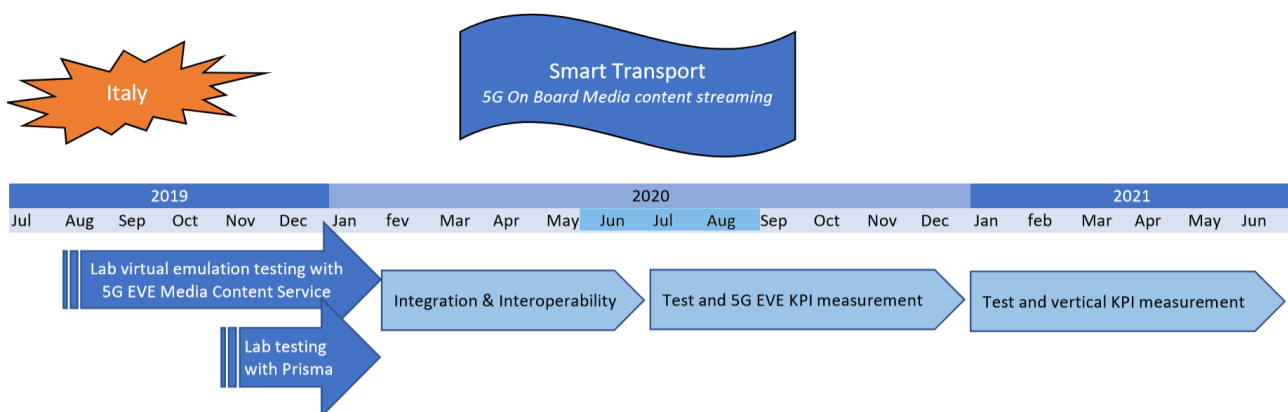 Italy
Smart Transport
5G On Board Media content streaming
2019 2020 2021
Jul Aug Sep Oct Nov Dec Jan fev Mar Apr May Jun Jul Aug Sep Oct Nov Dec Jan feb Mar Apr May Jun
Lab virtual emulation testing with
5G EVE Media Content Service
Integration & Interoperability
Test and 5G EVE KPI measurement
Test and vertical KPI measurement
Lab testing
with Prisma